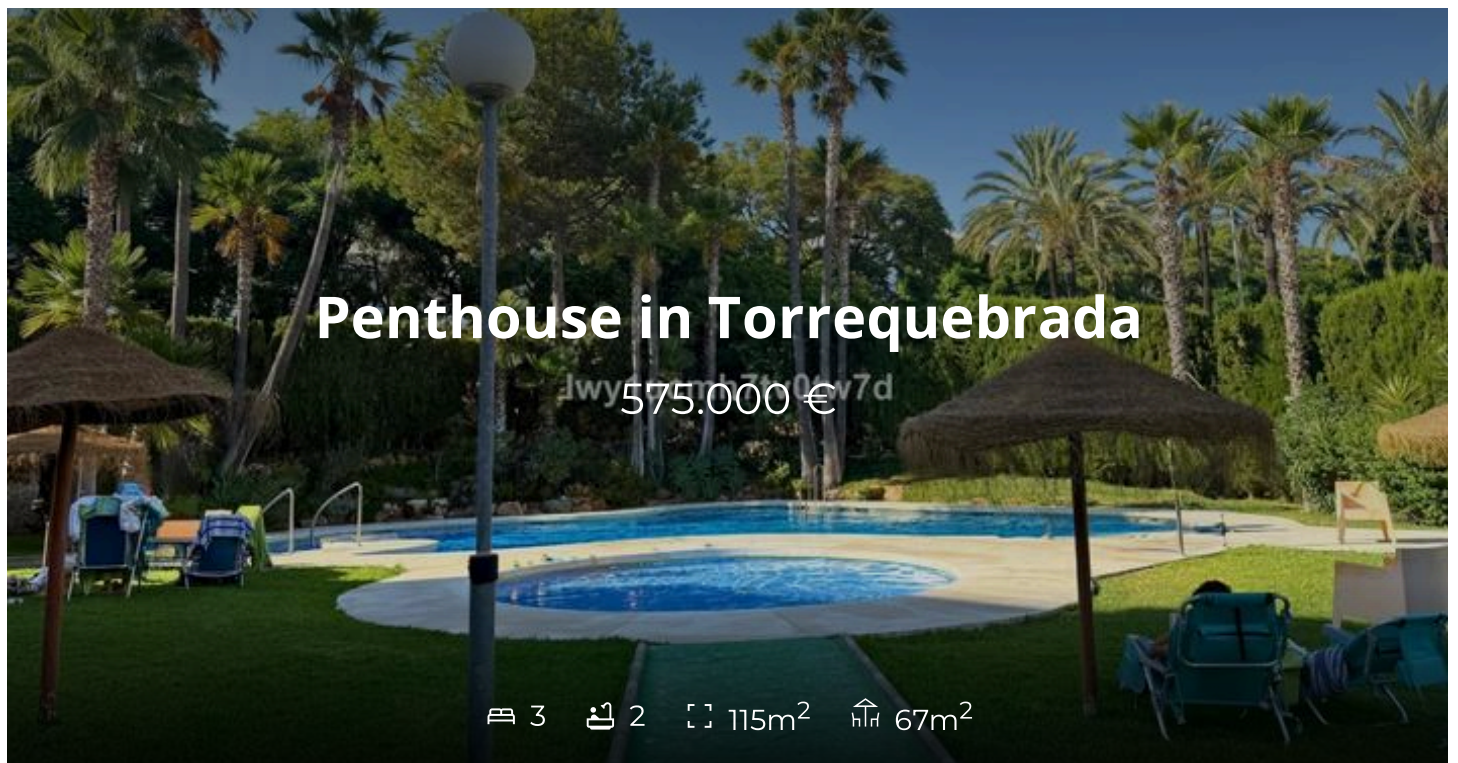 Penthouse in Torrequebrada
575.000 €
3 2 115m² 67m²